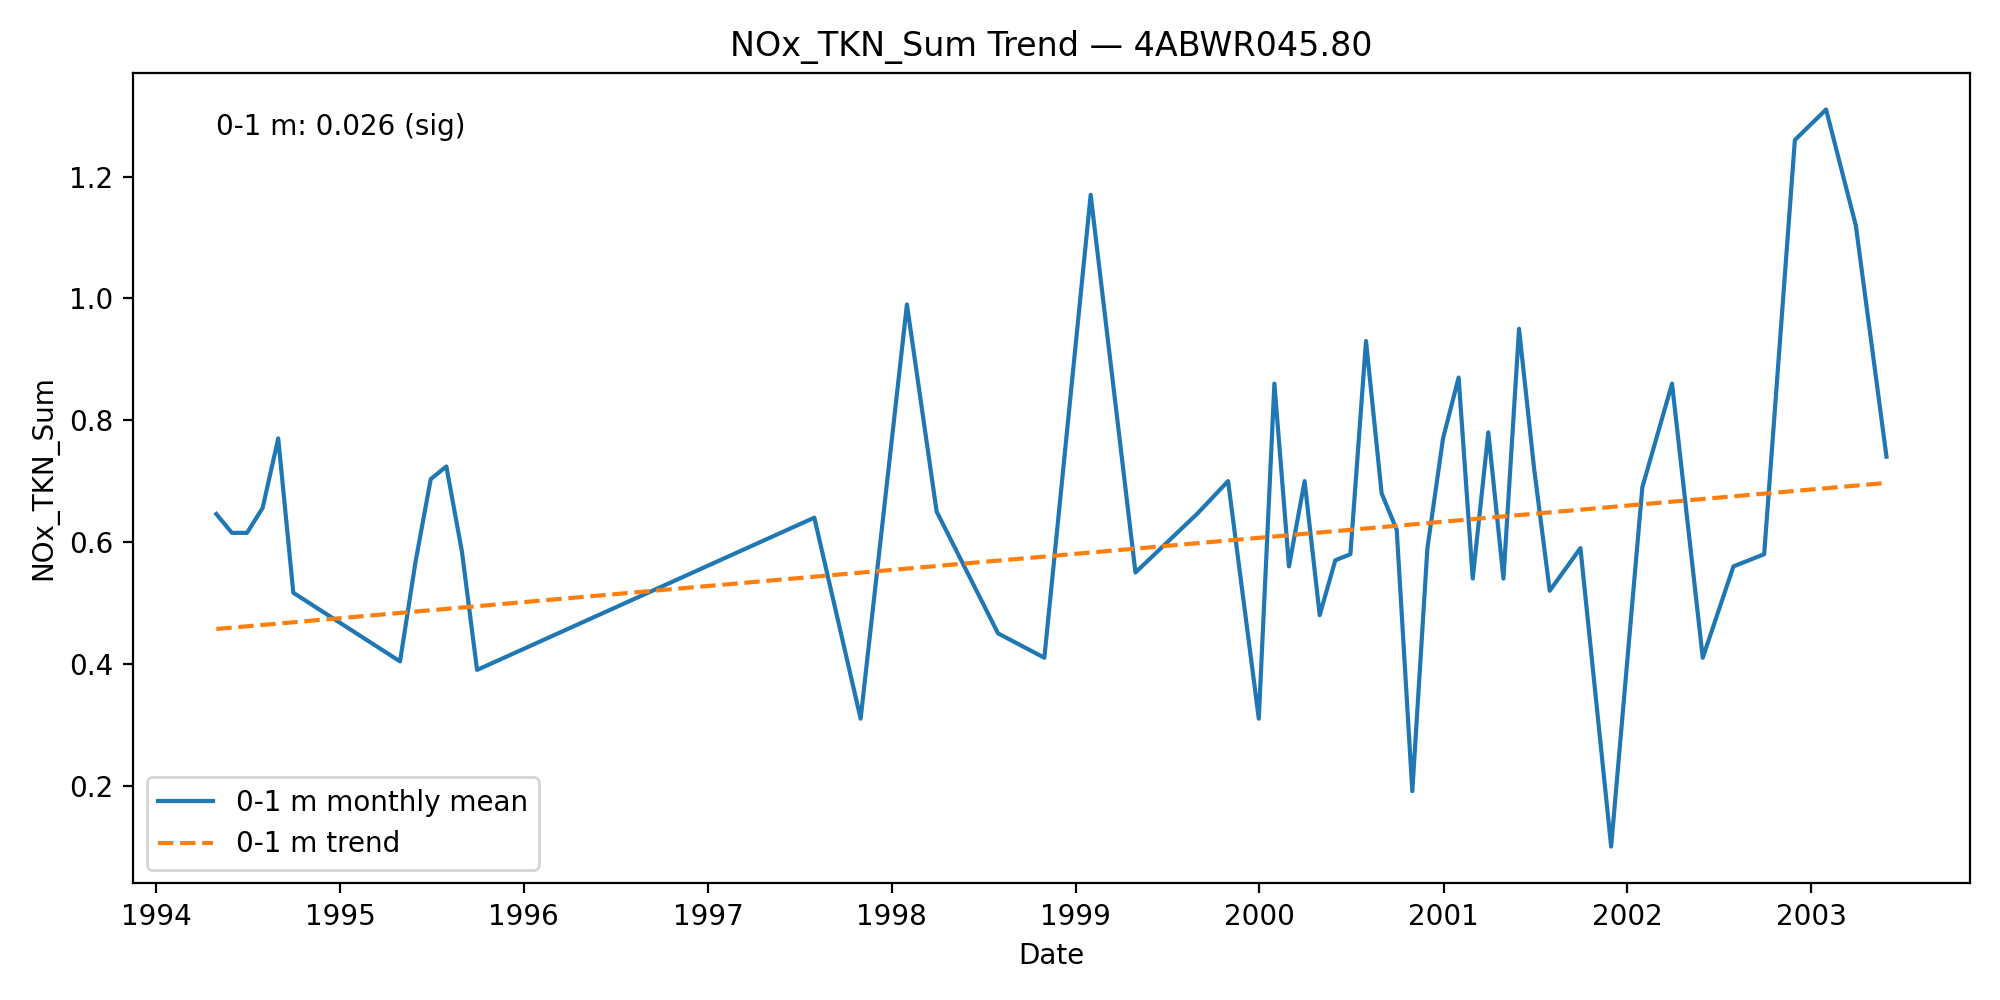 NOx_TKN_Sum Trend — 4ABWR045.80
0-1 m: 0.026 (sig)
NOx_TKN_Sum
1.2
1.0
0.8
0.6
0.4
0.2
0-1 m monthly mean
0-1 m trend
1994 1995 1996 1997 1998 1999 2000 2001 2002 2003
Date